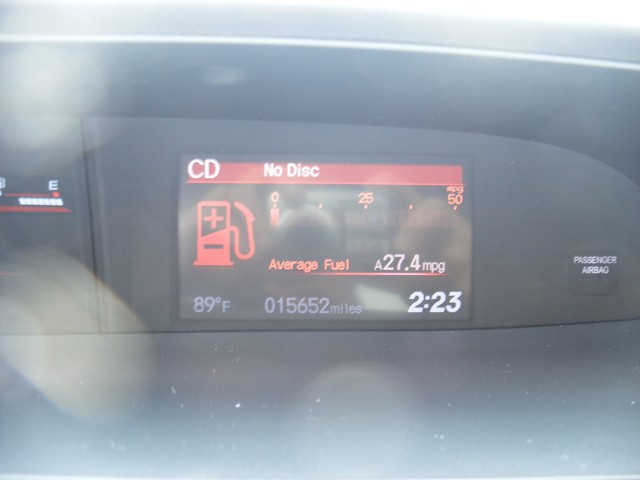 CD No Disc
mpg
0 25 50
Average Fuel A27.4mpg
89°F 015652miles 2:23
E
PASSENGER
AIRBAG